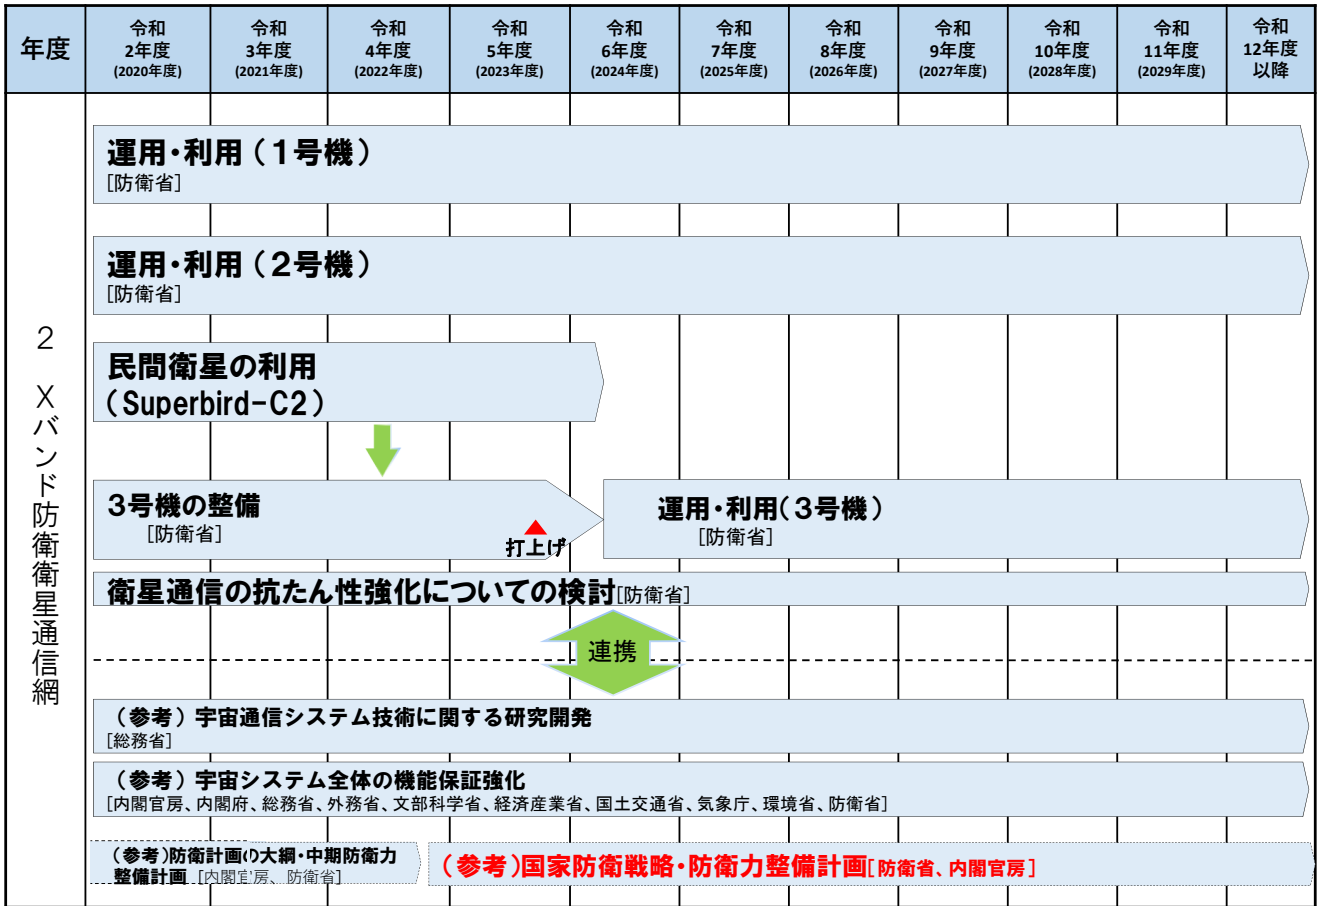 年度
令和
2年度
(2020年度)
令和
3年度
(2021年度)
令和
4年度
(2022年度)
令和
5年度
(2023年度)
令和
6年度
(2024年度)
令和
7年度
(2025年度)
令和
8年度
(2026年度)
令和
9年度
(2027年度)
令和
10年度
(2028年度)
令和
11年度
(2029年度)
令和
12年度
以降
2 Xバンド防衛衛星通信網
運用・利用（1号機）
[防衛省]
運用・利用（2号機）
[防衛省]
民間衛星の利用
（Superbird-C2）
3号機の整備
[防衛省]
打上げ
運用・利用（3号機）
[防衛省]
衛星通信の抗たん性強化についての検討[防衛省]
連携
（参考）宇宙通信システム技術に関する研究開発
[総務省]
（参考）宇宙システム全体の機能保証強化
[内閣官房、内閣府、総務省、外務省、文部科学省、経済産業省、国土交通省、気象庁、環境省、防衛省]
（参考）防衛計画の大綱・中期防衛力
整備計画 [内閣官房、防衛省]
（参考）国家防衛戦略・防衛力整備計画[防衛省、内閣官房]